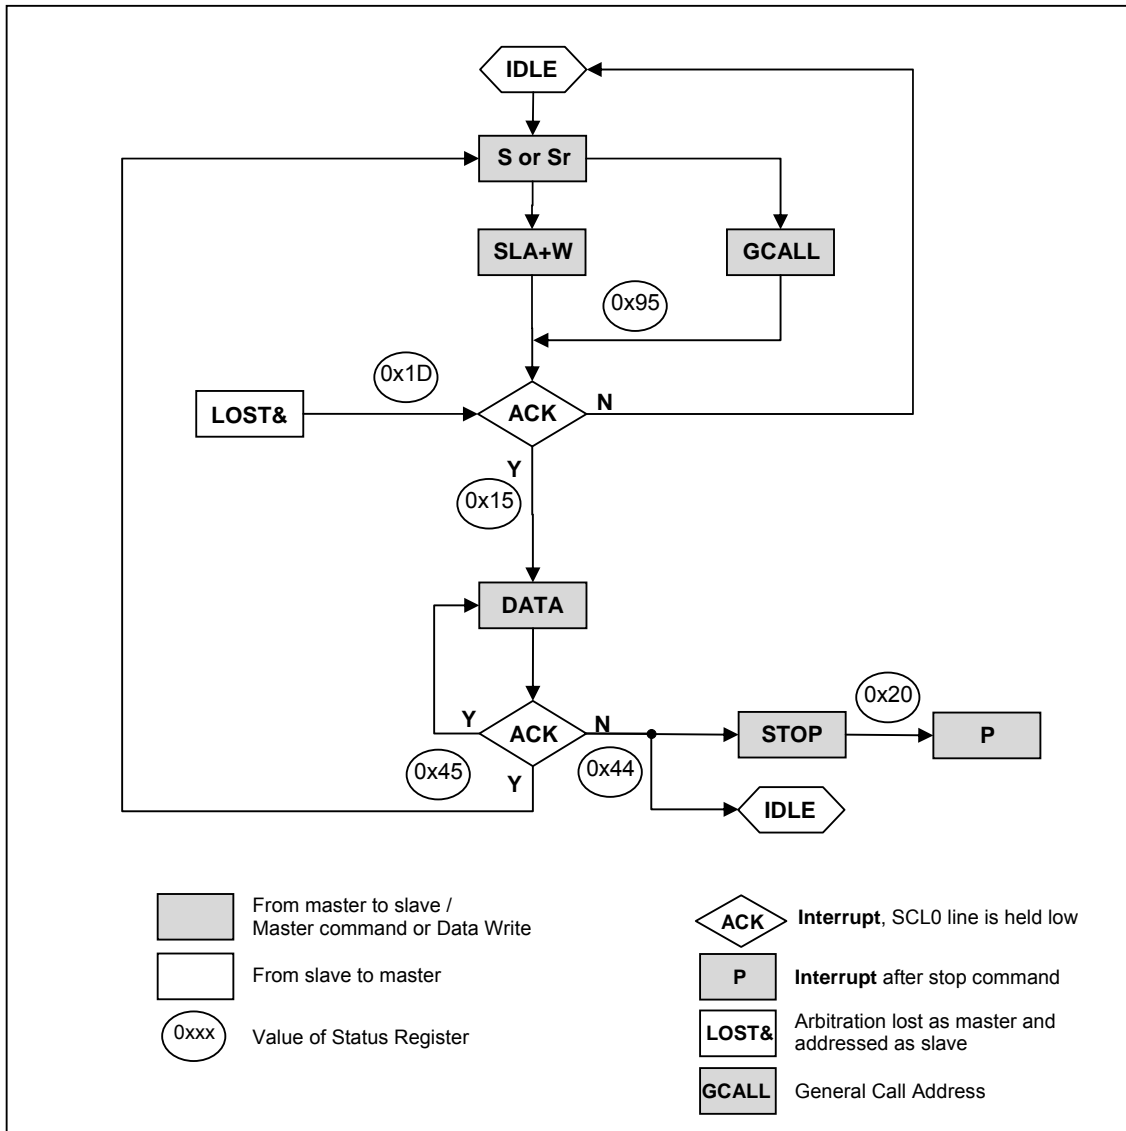 IDLE
S or Sr
SLA+W
GCALL
0x95
0x1D
LOST&
ACK
N
Y
0x15
DATA
Y
ACK
N
0x20
STOP
P
0x45
Y
0x44
IDLE
From master to slave /
Master command or Data Write
From slave to master
0xxx
Value of Status Register
ACK
Interrupt, SCL0 line is held low
P
Interrupt after stop command
LOST&
Arbitration lost as master and
addressed as slave
GCALL
General Call Address